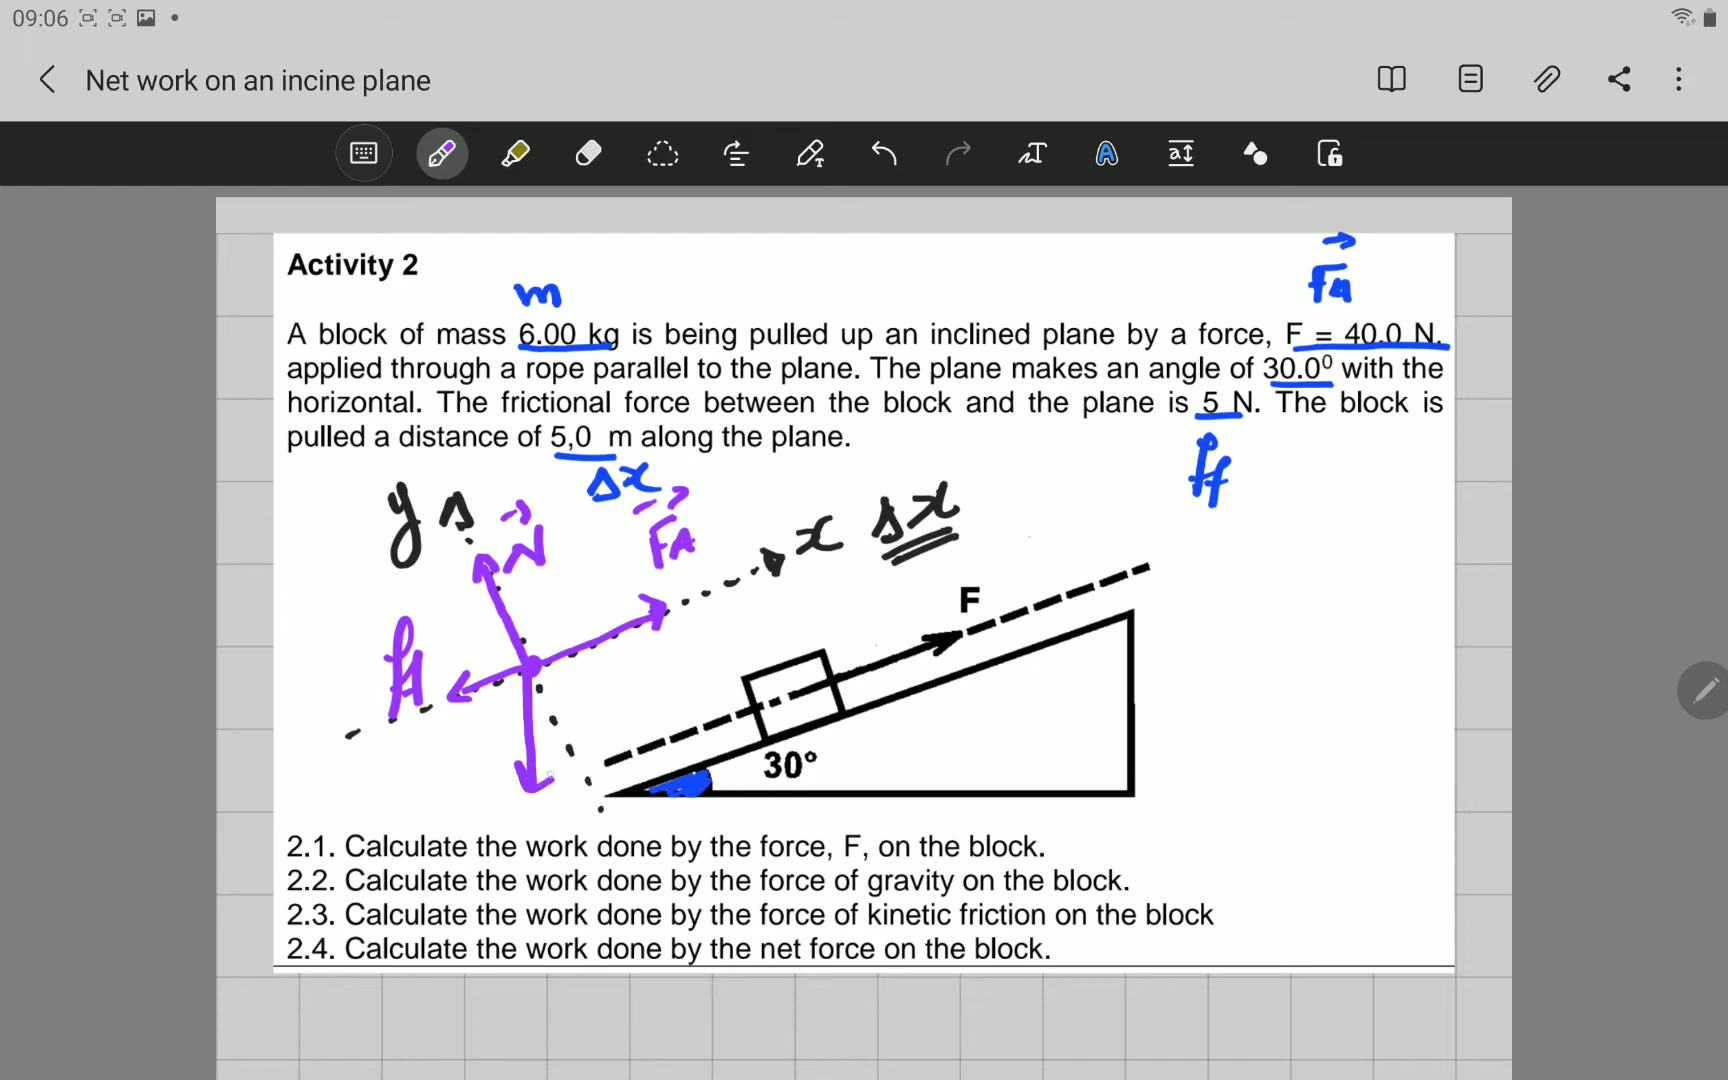 09:06
Net work on an incine plane
Activity 2
m
FA
A block of mass 6.00 kg is being pulled up an inclined plane by a force, F = 40.0 N.
applied through a rope parallel to the plane. The plane makes an angle of 30.0⁰ with the
horizontal. The frictional force between the block and the plane is 5 N. The block is
pulled a distance of 5,0 m along the plane.
Δx
ff
y
N
FA
x Δx
F
30°
2.1. Calculate the work done by the force, F, on the block.
2.2. Calculate the work done by the force of gravity on the block.
2.3. Calculate the work done by the force of kinetic friction on the block
2.4. Calculate the work done by the net force on the block.